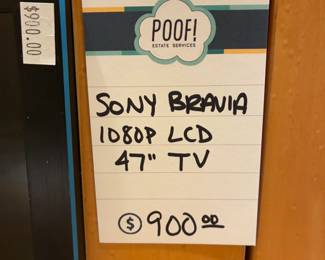 $900.00
POOF!
ESTATE SERVICES
SONY BRAVIA
1080P LCD
47" TV
$ 900 00